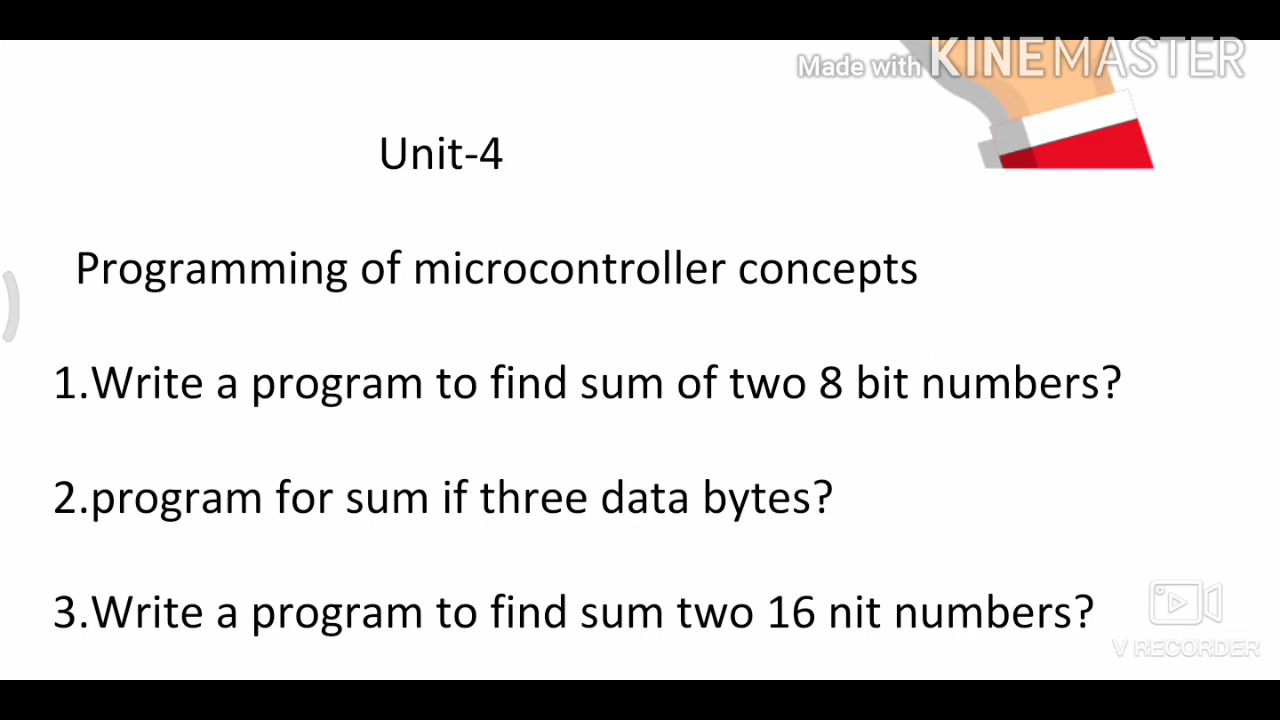 Made with KINEMASTER
Unit-4
Programming of microcontroller concepts
1.Write a program to find sum of two 8 bit numbers?
2.program for sum if three data bytes?
3.Write a program to find sum two 16 nit numbers?
V RECORDER